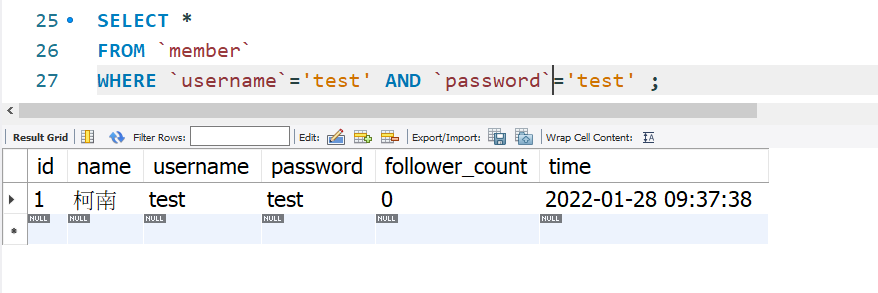 25 SELECT *
26 FROM `member`
27 WHERE `username`='test' AND `password`='test' ;
Result Grid Filter Rows: Edit: Export/Import: Wrap Cell Content: IA
id name username password follower_count time
1 柯南 test test 0 2022-01-28 09:37:38
NULL NULL NULL NULL NULL NULL